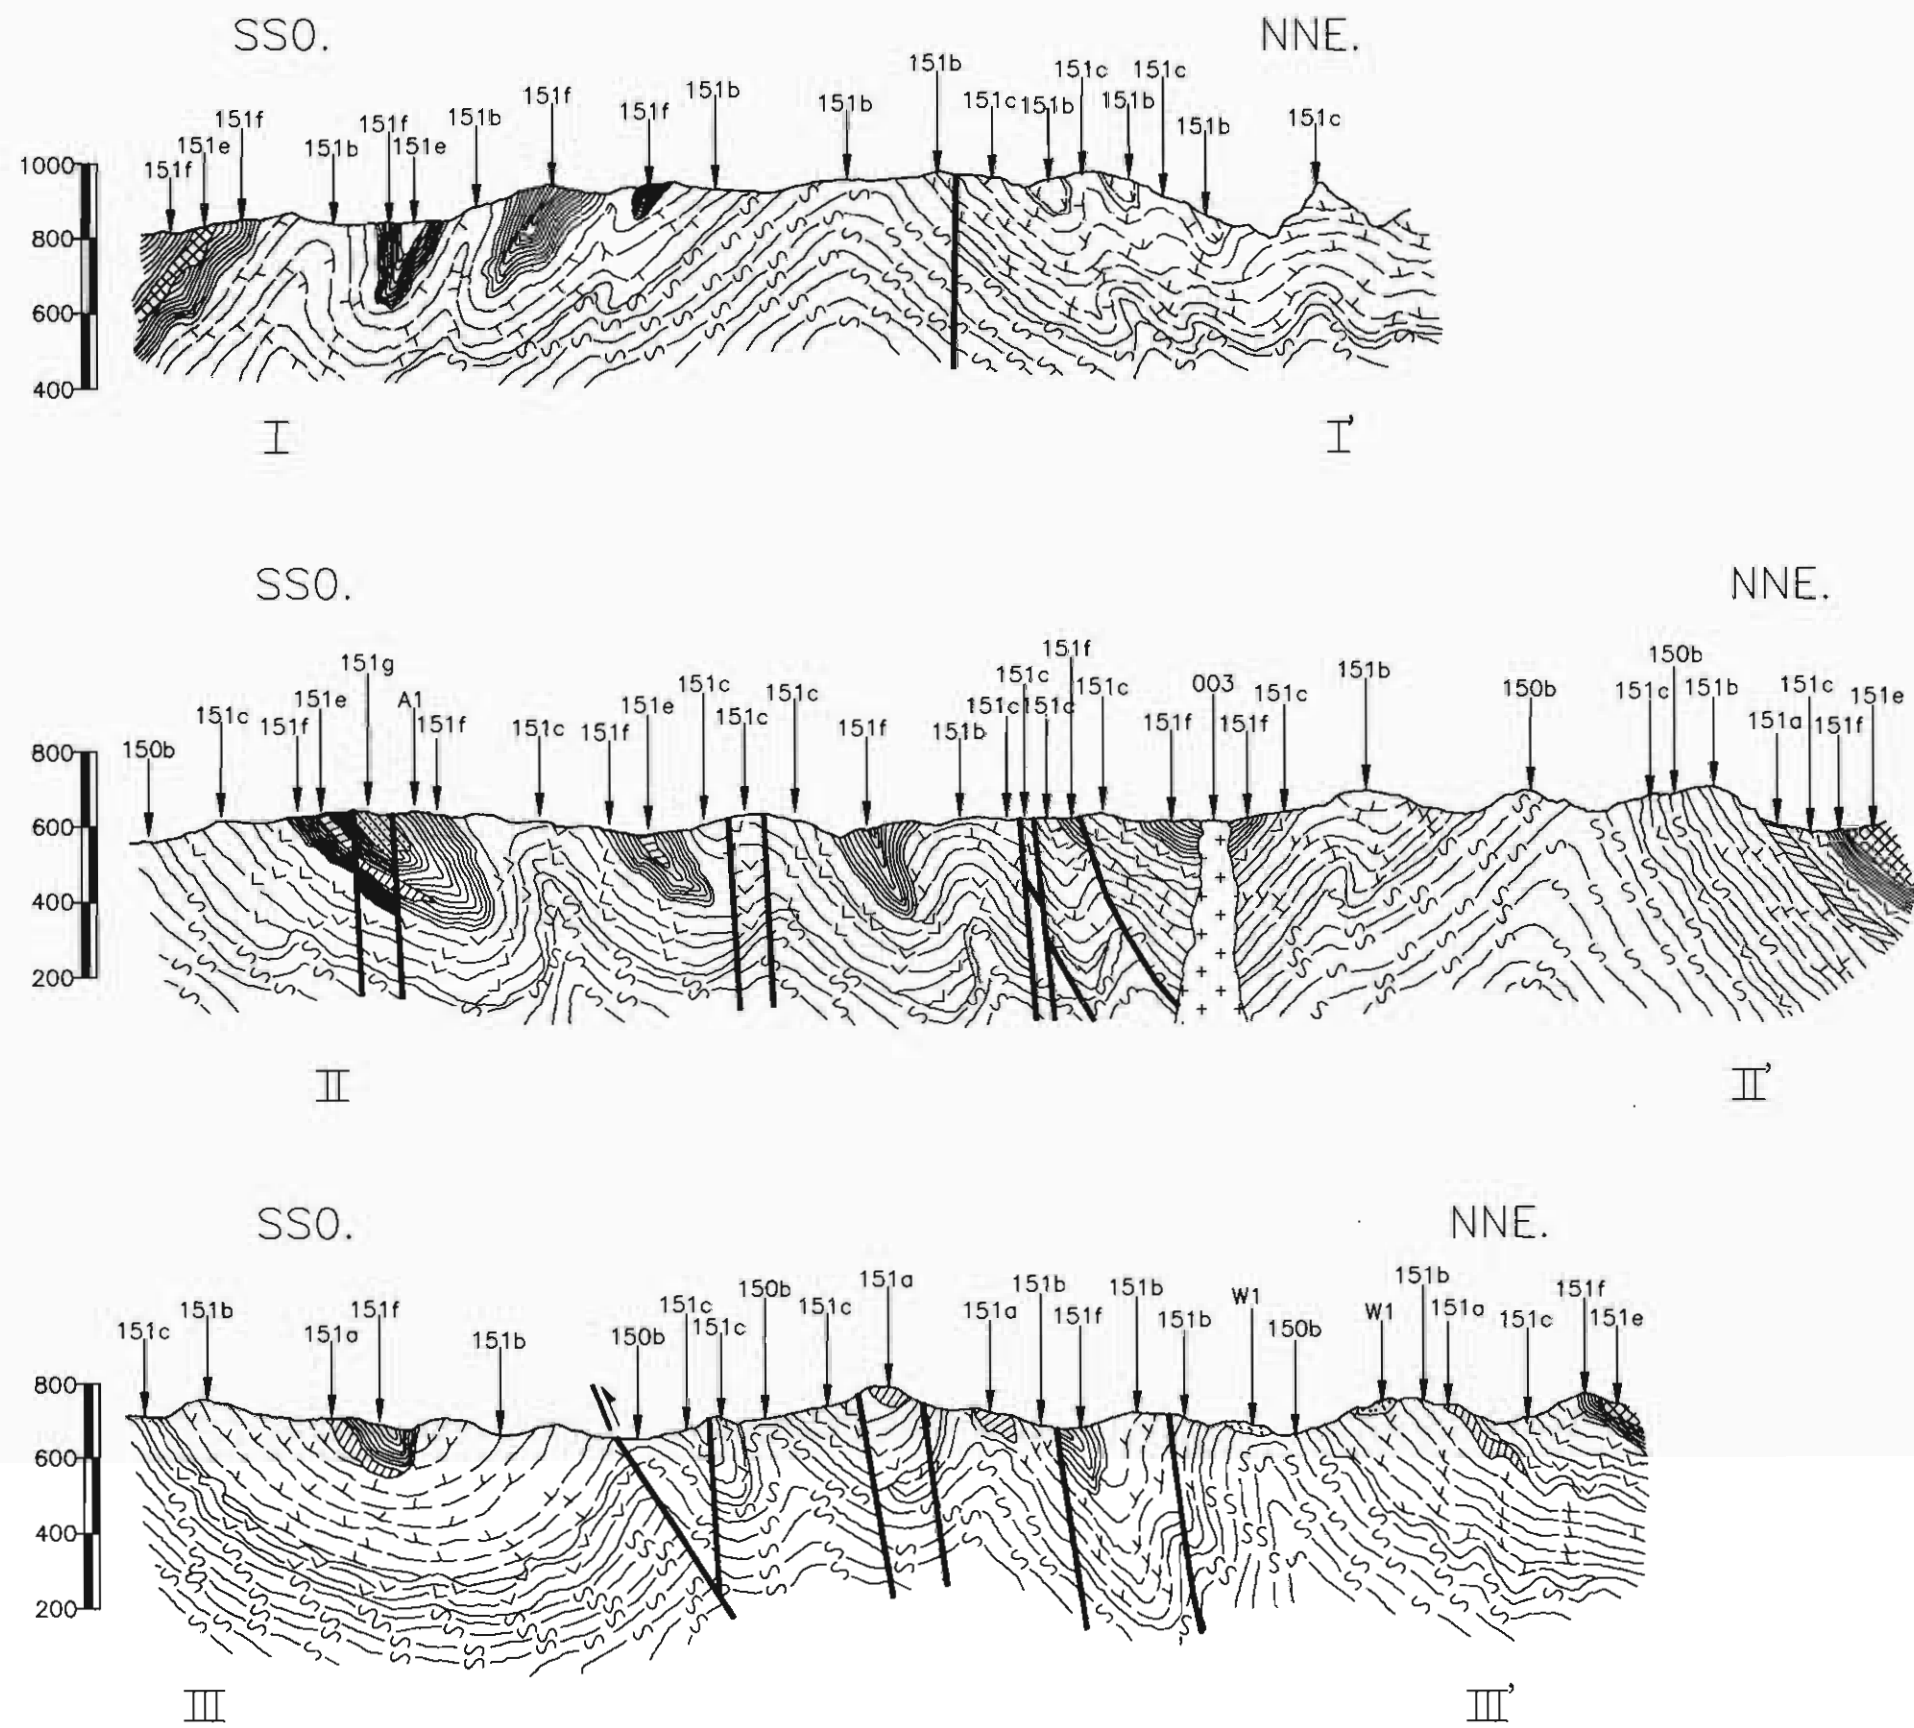 SSO. NNE.
151b
151c 151c
151f 151b 151c 151b 151b
151f 151b 151b 151c
151f 151f 151b 151b
151e 151b 151e
1000 151f
800
600
400
I I'
SSO. NNE.
151f
151g 150b
151c 151b
151e A1 151c 151c 151c 003 151c 151c 151b 151c 151e
151c 151f 151f 151e 151c 151c 151c 150b 151a
150b 151c 151f 151f 151b 151f 151f 151f
800
600
400
200
II II'
SSO. NNE.
151a 151b
150b 151b 151b W1 151f
151b 151f 151c 151c 151a W1 151a
151c 151a 151b 150b 151c 151f 151b 150b 151c 151e
800
600
400
200
III III'